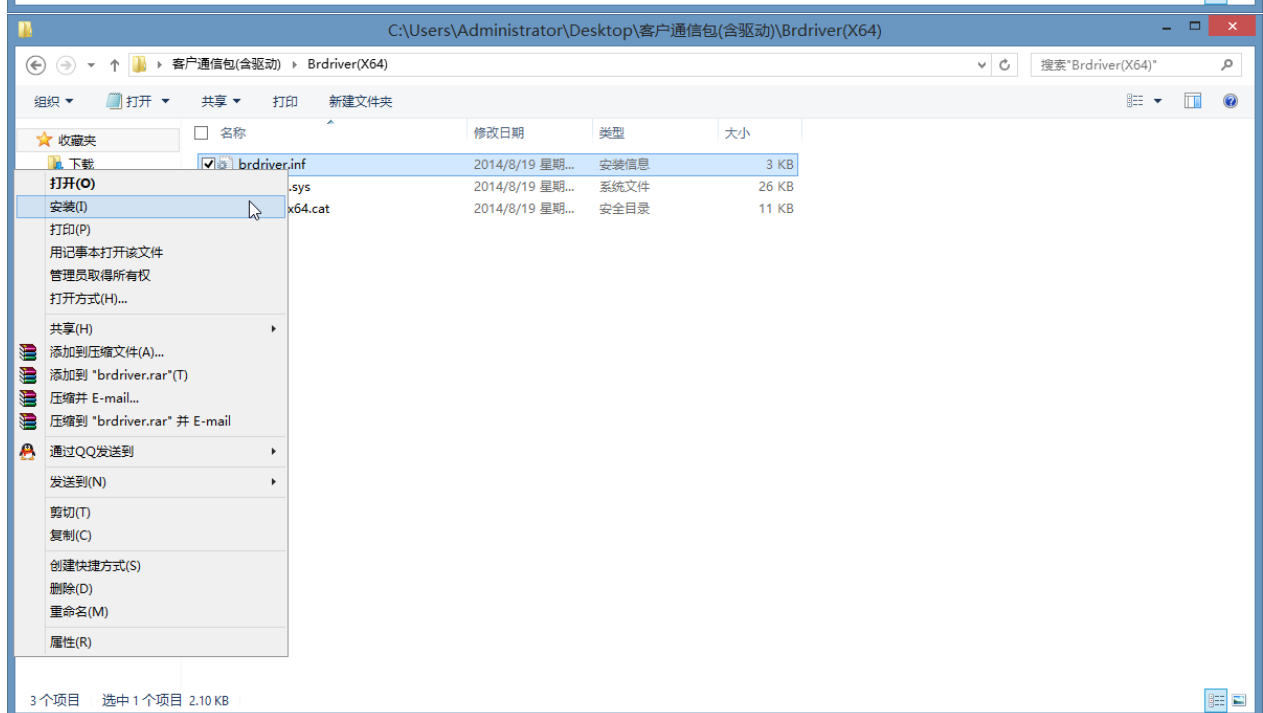 C:\Users\Administrator\Desktop\客户通信包(含驱动)\Brdriver(X64)
客户通信包(含驱动) Brdriver(X64) 搜索"Brdriver(X64)"
组织 打开 共享 打印 新建文件夹
收藏夹 名称 修改日期 类型 大小
下载 brdriver.inf 2014/8/19 星期... 安装信息 3 KB
.sys 2014/8/19 星期... 系统文件 26 KB
x64.cat 2014/8/19 星期... 安全目录 11 KB
打开(O)
安装(I)
打印(P)
用记事本打开该文件
管理员取得所有权
打开方式(H)...
共享(H)
添加到压缩文件(A)...
添加到 "brdriver.rar"(T)
压缩并 E-mail...
压缩到 "brdriver.rar" 并 E-mail
通过QQ发送到
发送到(N)
剪切(T)
复制(C)
创建快捷方式(S)
删除(D)
重命名(M)
属性(R)
3 个项目 选中 1 个项目 2.10 KB